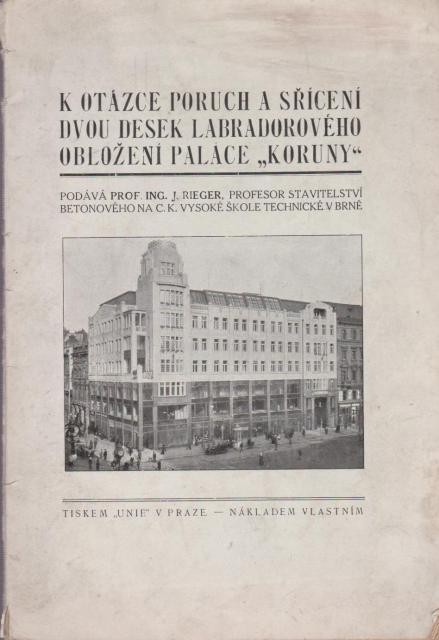 K OTÁZCE PORUCH A SŘÍCENÍ
DVOU DESEK LABRADOROVÉHO
OBLOŽENÍ PALÁCE „KORUNY“
PODÁVÁ PROF. ING. J. RIEGER, PROFESOR STAVITELSTVÍ
BETONOVÉHO NA C. K. VYSOKÉ ŠKOLE TECHNICKÉ V BRNĚ
TISKEM „UNIE“ V PRAZE — NÁKLADEM VLASTNÍM